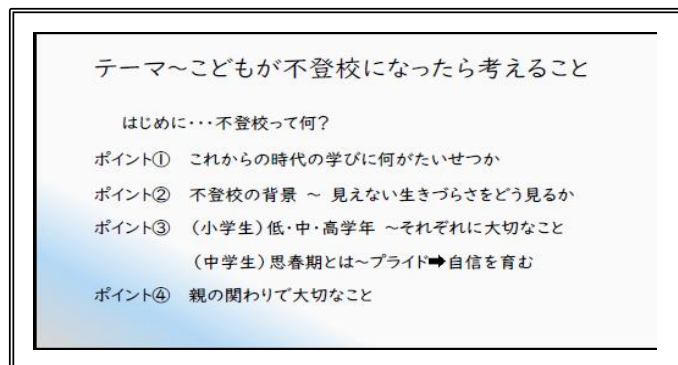 テーマ～こどもが不登校になったら考えること
はじめに・・・不登校って何？
ポイント① これからの時代の学びに何がたいせつか
ポイント② 不登校の背景 ～ 見えない生きづらさをどう見るか
ポイント③ （小学生）低・中・高学年 ～それぞれに大切なこと
（中学生）思春期とは～プライド➡自信を育む
ポイント④ 親の関わりで大切なこと